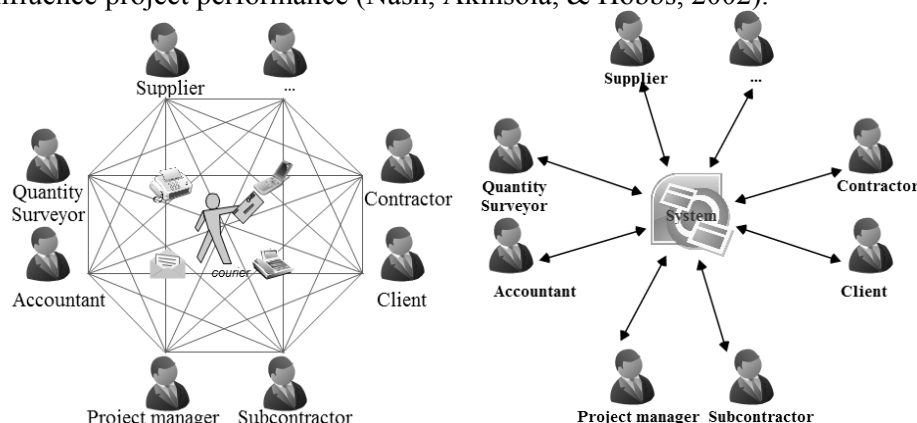 influence project performance (Nash, Akinsola, & Hobbs, 2002).
Supplier
...
Quantity
Surveyor
Contractor
courier
Accountant
Client
Project manager
Subcontractor
Supplier
...
Quantity
Surveyor
Contractor
System
Accountant
Client
Project manager
Subcontractor